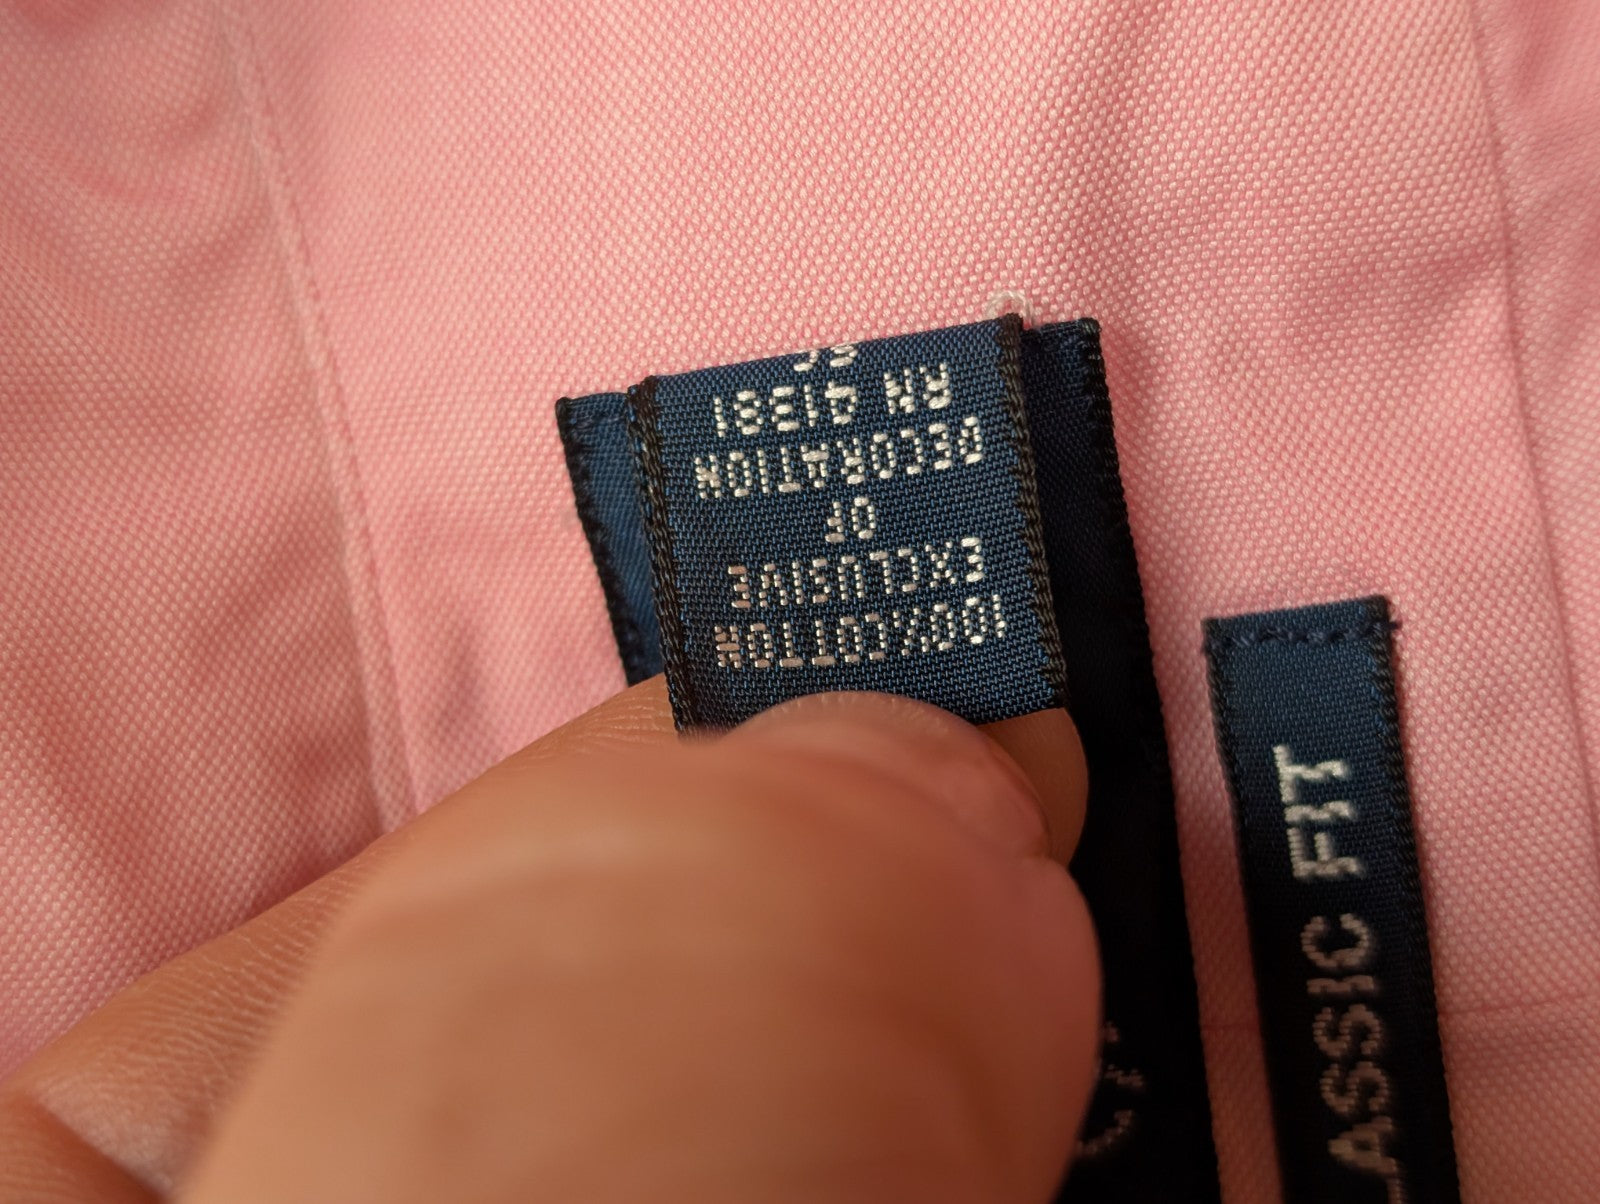 100%COTTON
EXCLUSIVE
OF
DECORATION
RN 41381
LASSIC FIT